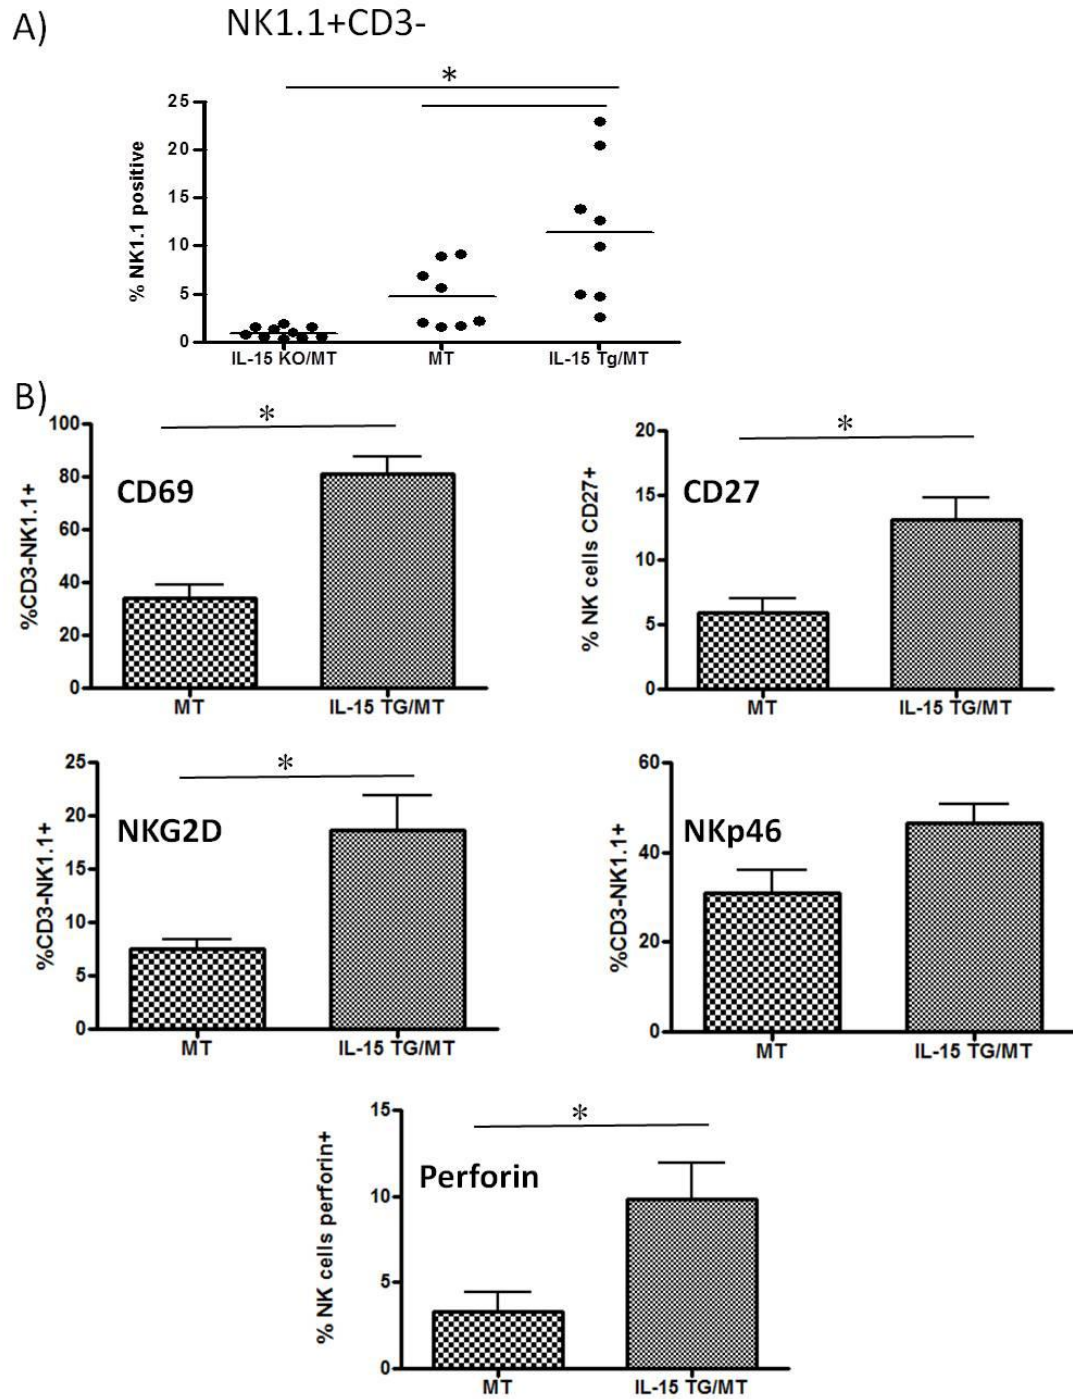 A)
NK1.1+CD3-
*
25
20
15
10
5
0
% NK1.1 positive
IL-15 KO/MT MT IL-15 Tg/MT
B)
*
100
80
60
40
20
0
%CD3-NK1.1+
CD69
MT IL-15 TG/MT
*
20
15
10
5
0
% NK cells CD27+
CD27
MT IL-15 TG/MT
*
25
20
15
10
5
0
%CD3-NK1.1+
NKG2D
MT IL-15 TG/MT
60
40
20
0
%CD3-NK1.1+
NKp46
MT IL-15 TG/MT
*
15
10
5
0
% NK cells perforin+
Perforin
MT IL-15 TG/MT